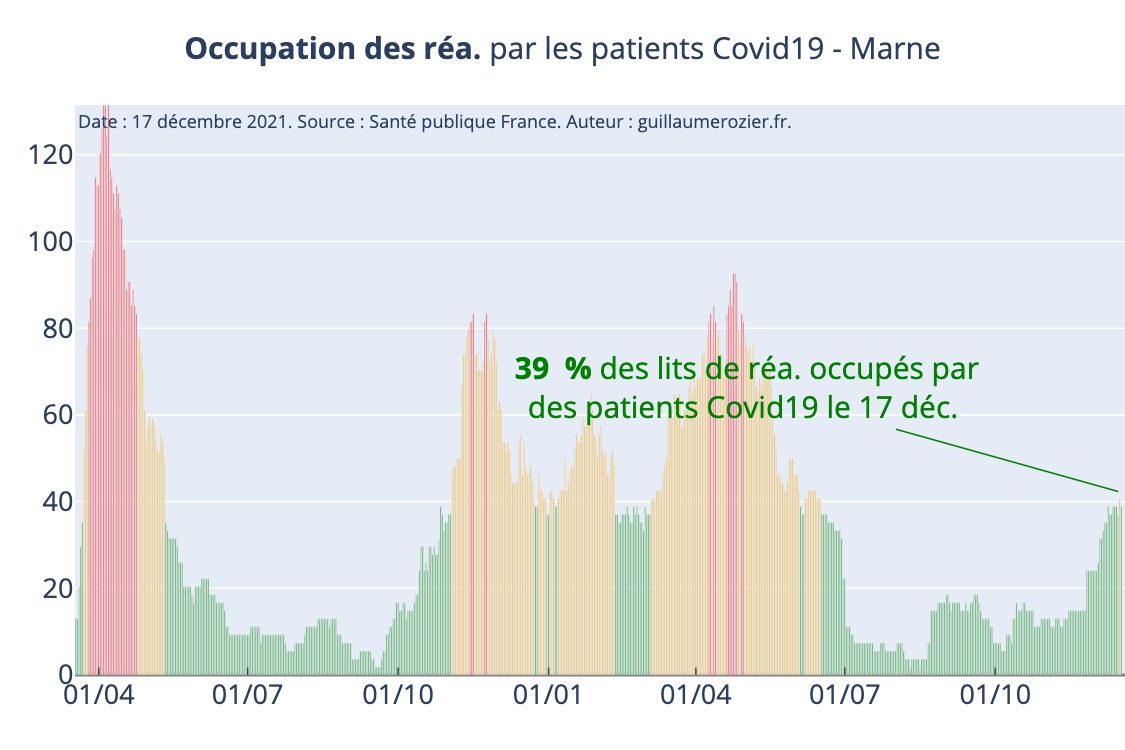 Occupation des réa. par les patients Covid19 - Marne
Date : 17 décembre 2021. Source : Santé publique France. Auteur : guillaumerozier.fr.
120
100
80
39 % des lits de réa. occupés par
des patients Covid19 le 17 déc.
60
40
20
0
01/04 01/07 01/10 01/01 01/04 01/07 01/10